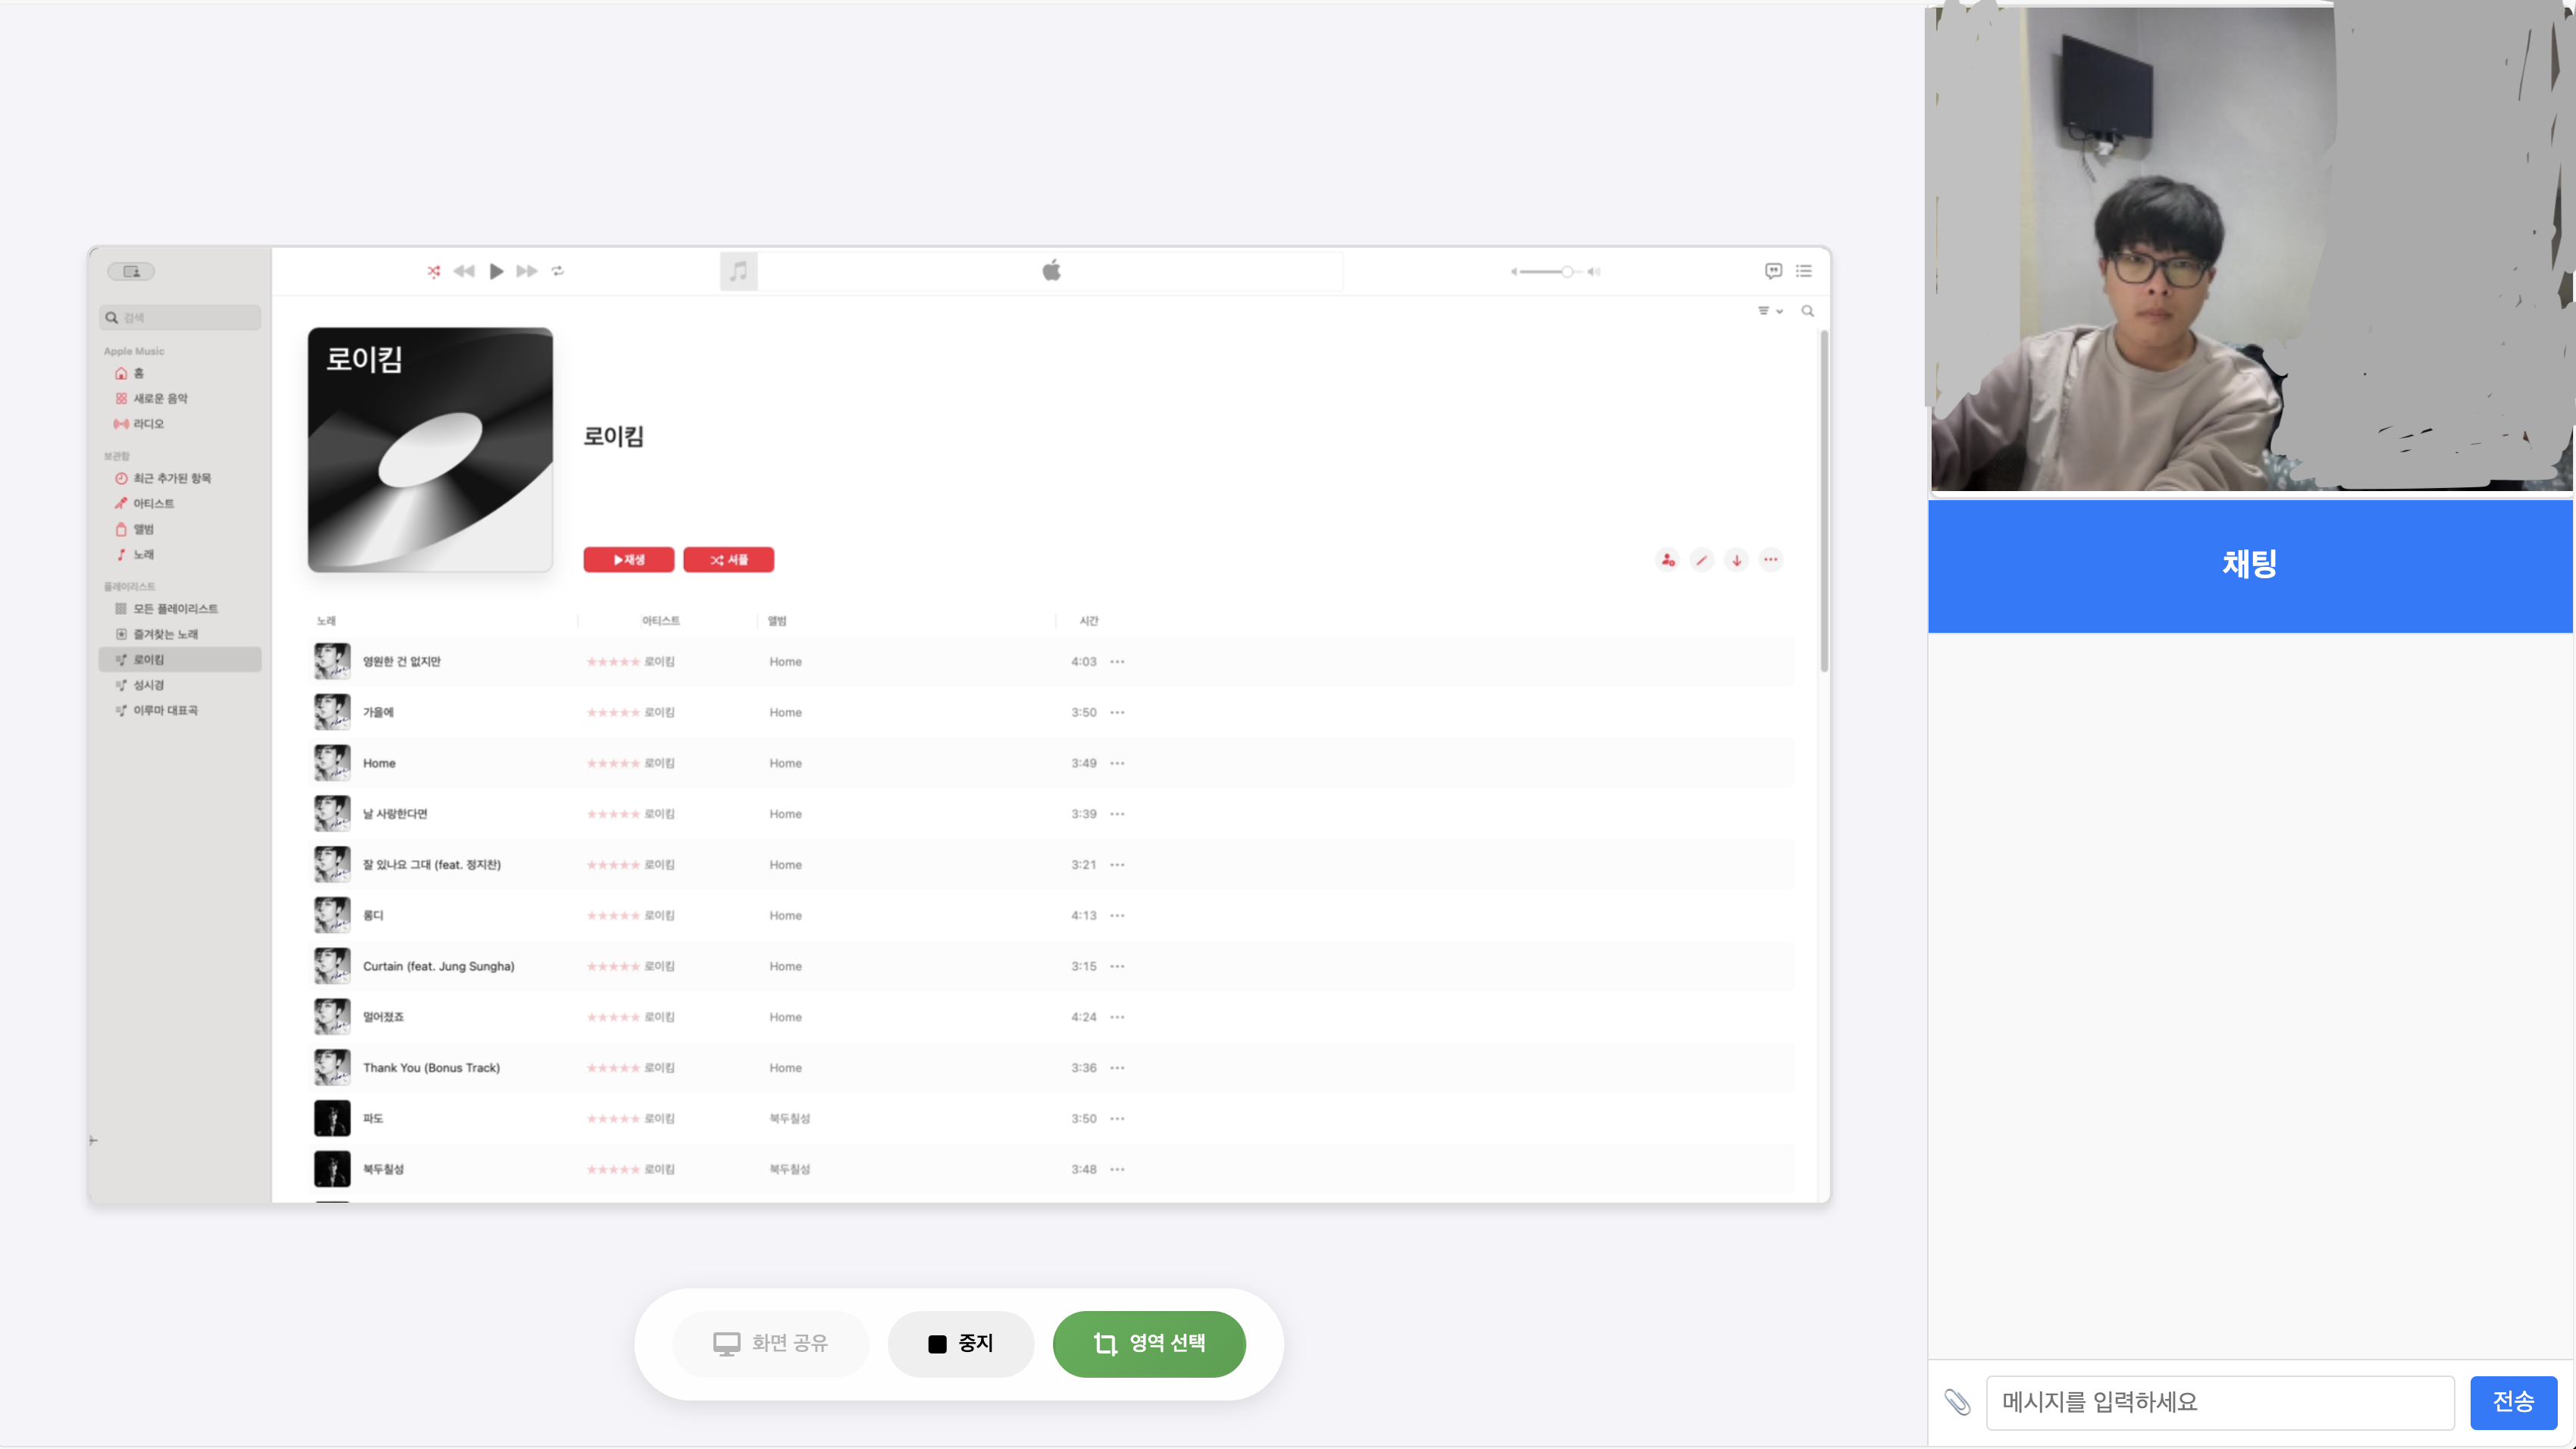 검색
Apple Music
홈
새로운 음악
라디오
보관함
최근 추가된 항목
아티스트
앨범
노래
플레이리스트
모든 플레이리스트
즐겨찾는 노래
로이킴
성시경
이루마 대표곡
로이킴
로이킴
재생 셔플
노래 아티스트 앨범 시간
영원한 건 없지만 ★★★★★ 로이킴 Home 4:03
가을에 ★★★★★ 로이킴 Home 3:50
Home ★★★★★ 로이킴 Home 3:49
날 사랑한다면 ★★★★★ 로이킴 Home 3:39
잘 있나요 그대 (feat. 정지찬) ★★★★★ 로이킴 Home 3:21
롱디 ★★★★★ 로이킴 Home 4:13
Curtain (feat. Jung Sungha) ★★★★★ 로이킴 Home 3:15
멀어졌죠 ★★★★★ 로이킴 Home 4:24
Thank You (Bonus Track) ★★★★★ 로이킴 Home 3:36
파도 ★★★★★ 로이킴 북두칠성 3:50
북두칠성 ★★★★★ 로이킴 북두칠성 3:48
화면 공유 중지 영역 선택
채팅
메시지를 입력하세요 전송